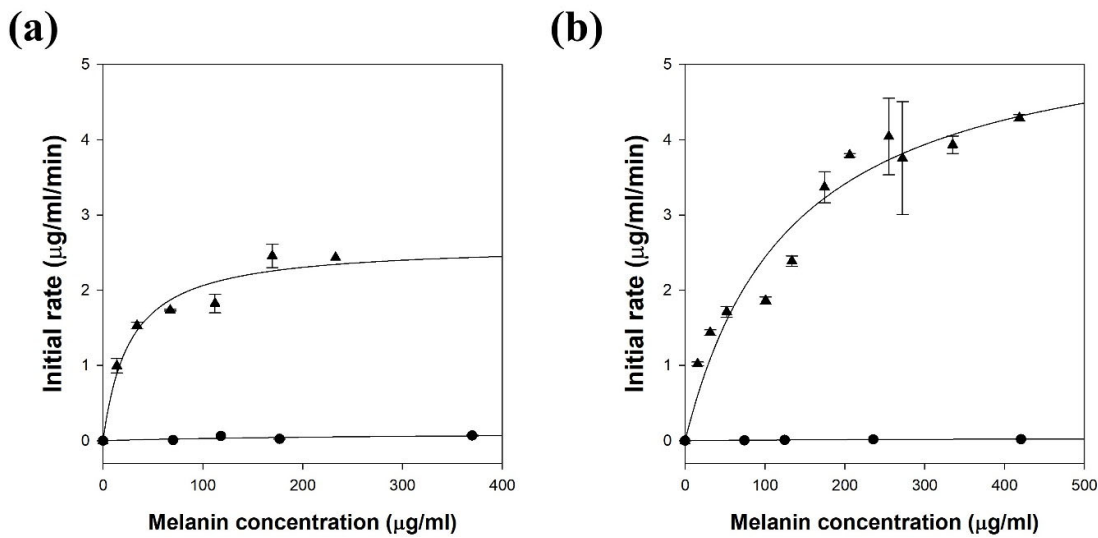 (a)
5
4
3
2
1
0
Initial rate (μg/ml/min)
0 100 200 300 400
Melanin concentration (μg/ml)
(b)
5
4
3
2
1
0
Initial rate (μg/ml/min)
0 100 200 300 400 500
Melanin concentration (μg/ml)